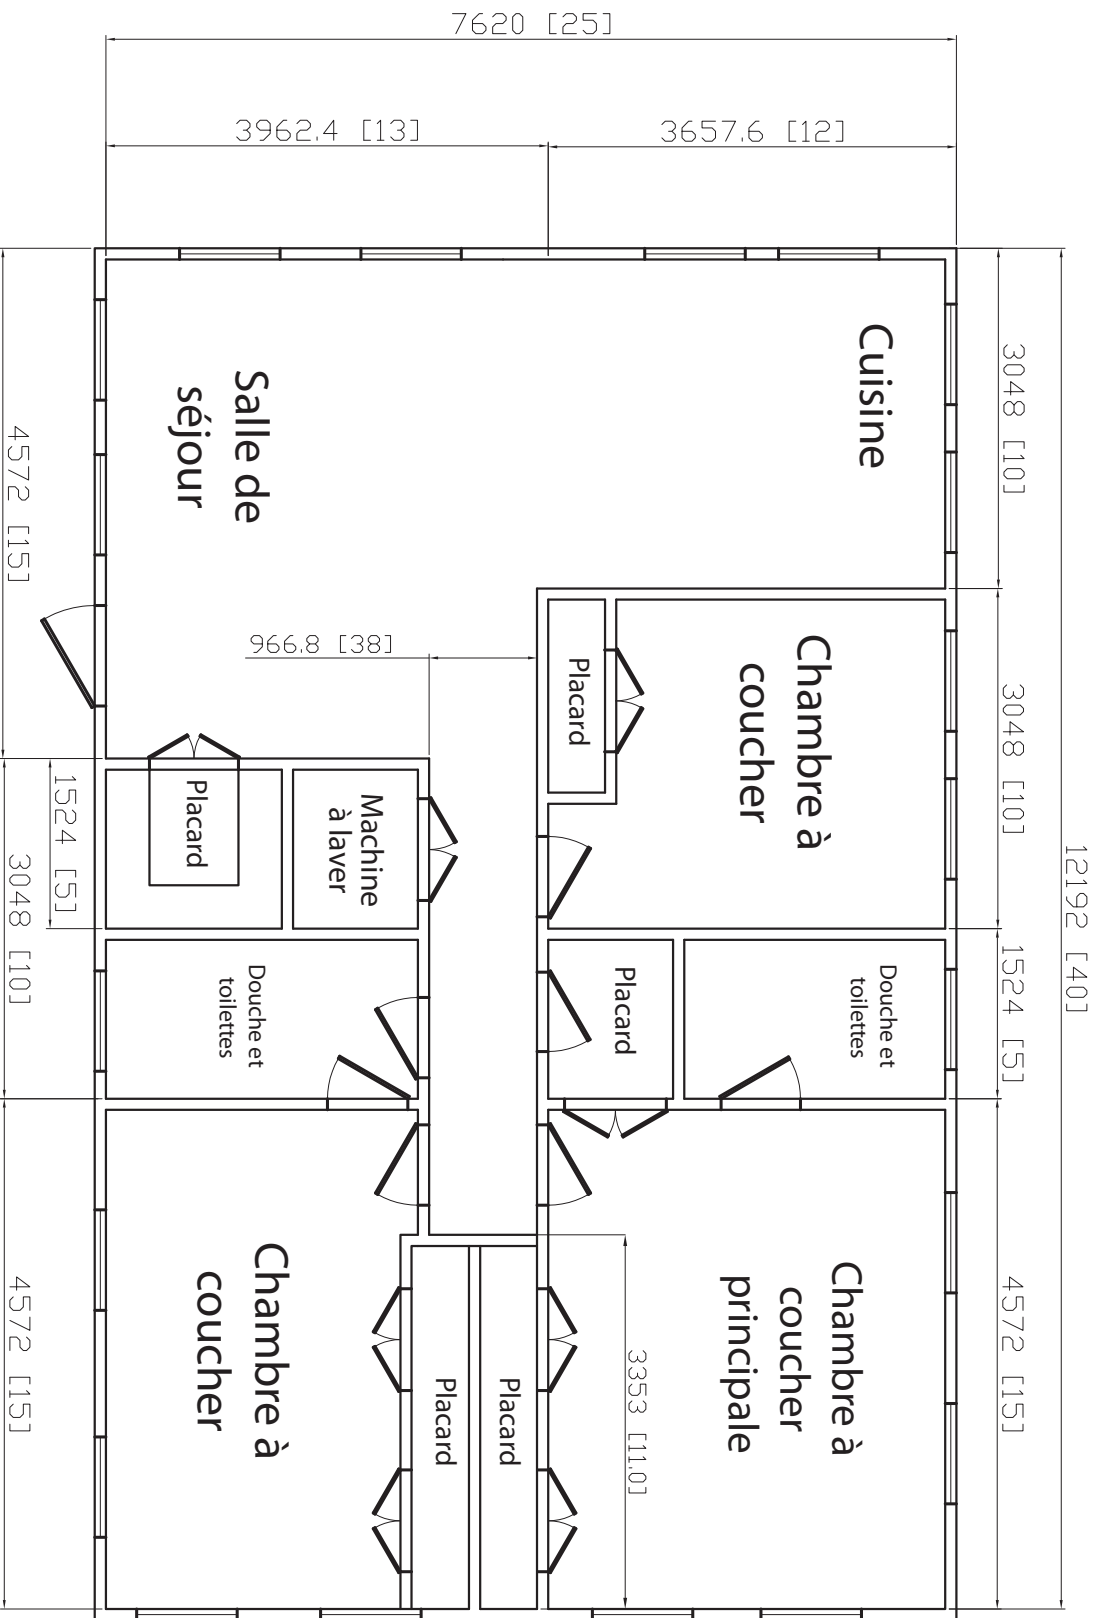 7620 [25]
3962.4 [13]
3657.6 [12]
12192 [40]
3048 [10]
3048 [10]
1524 [5]
4572 [15]
Cuisine
Salle de
séjour
Chambre à
coucher
Placard
966.8 [38]
Placard
Machine
à laver
Douche et
toilettes
Placard
Douche et
toilettes
Chambre à
coucher
principale
3353 [11.0]
Placard
Placard
Chambre à
coucher
1524 [5]
4572 [15]
3048 [10]
4572 [15]